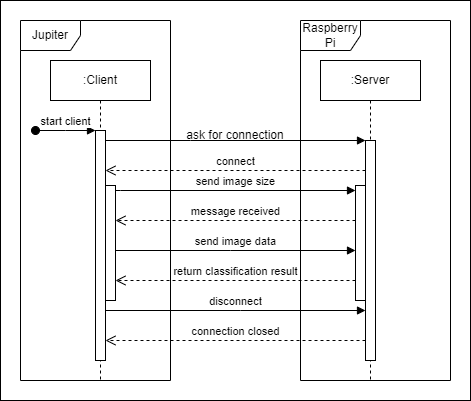 Jupiter
Raspberry
Pi
:Client
:Server
start client
ask for connection
connect
send image size
message received
send image data
return classification result
disconnect
connection closed